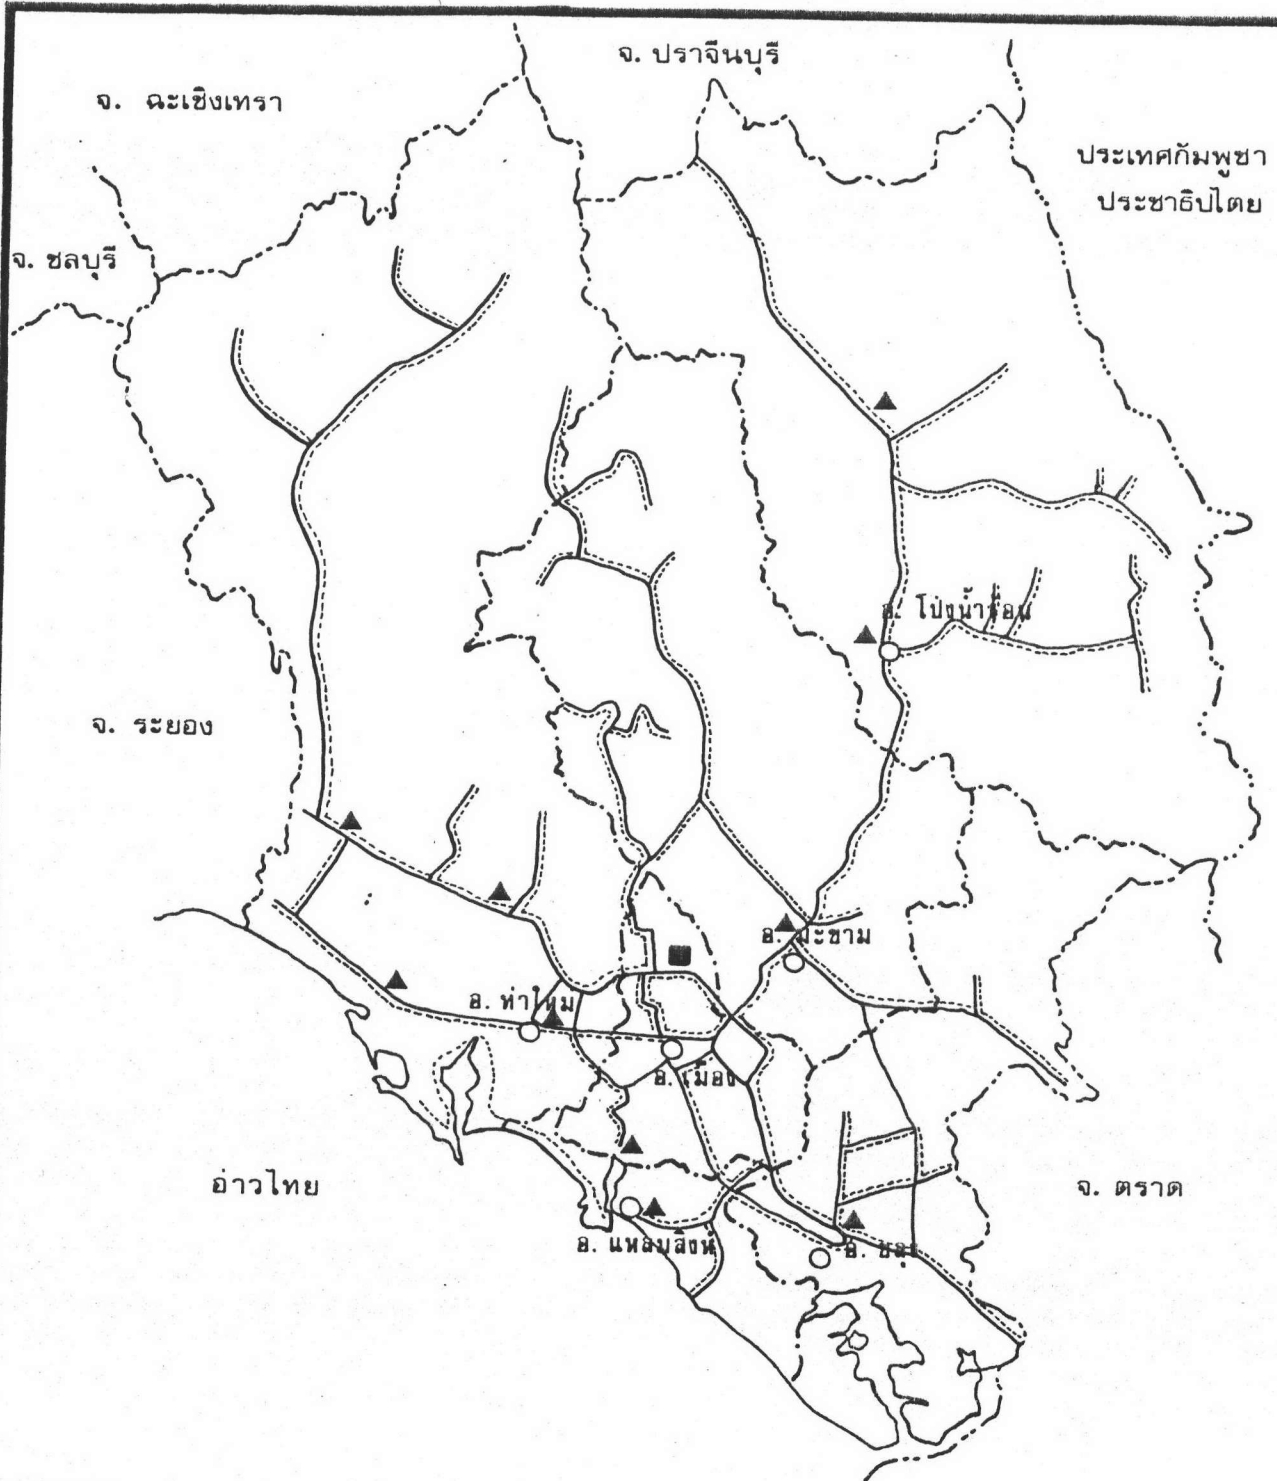 จ. ปราจีนบุรี
จ. ฉะเชิงเทรา
ประเทศกัมพูชา
ประชาธิปไตย
จ. ชลบุรี
อ. โป่งน้ำร้อน
จ. ระยอง
อ. มะขาม
อ. ท่าใหม่
อ. เมือง
อ่าวไทย
จ. ตราด
อ. แหลมสิงห์
อ. ขลุง